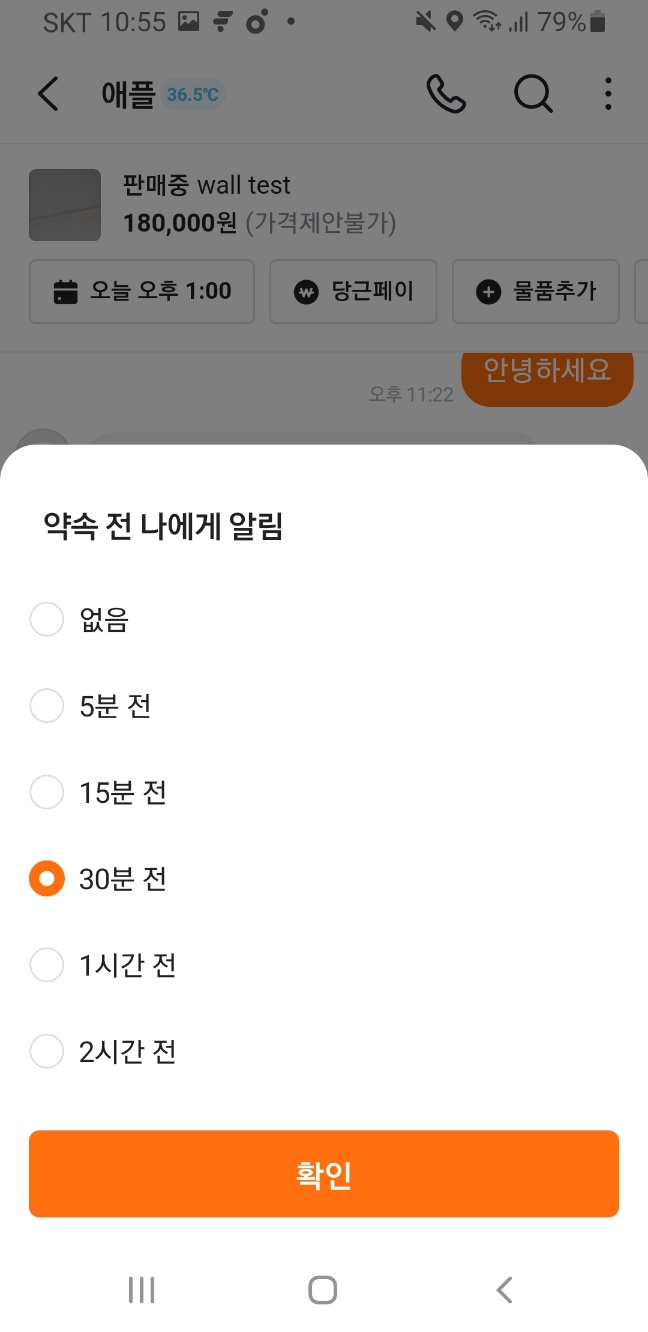 SKT 10:55 79%
애플 36.5℃
판매중 wall test
180,000원 (가격제안불가)
오늘 오후 1:00 당근페이 물품추가
안녕하세요
오후 11:22
약속 전 나에게 알림
없음
5분 전
15분 전
30분 전
1시간 전
2시간 전
확인